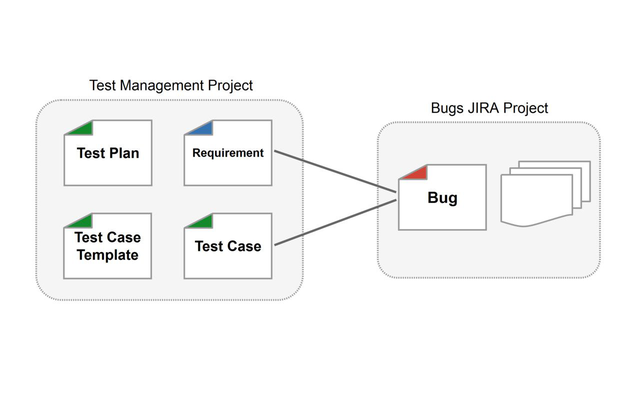 Test Management Project
Bugs JIRA Project
Test Plan
Requirement
Bug
Test Case
Template
Test Case